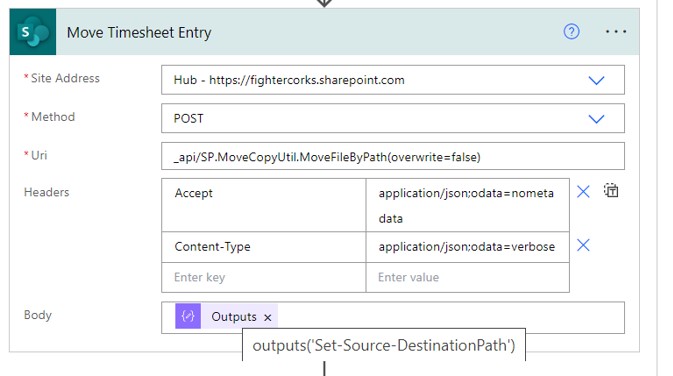 Move Timesheet Entry
* Site Address
Hub - https://fightercorks.sharepoint.com
* Method
POST
* Uri
_api/SP.MoveCopyUtil.MoveFileByPath(overwrite=false)
Headers
Accept
application/json;odata=nometa
data
Content-Type
application/json;odata=verbose
Enter key
Enter value
Body
Outputs
outputs('Set-Source-DestinationPath')